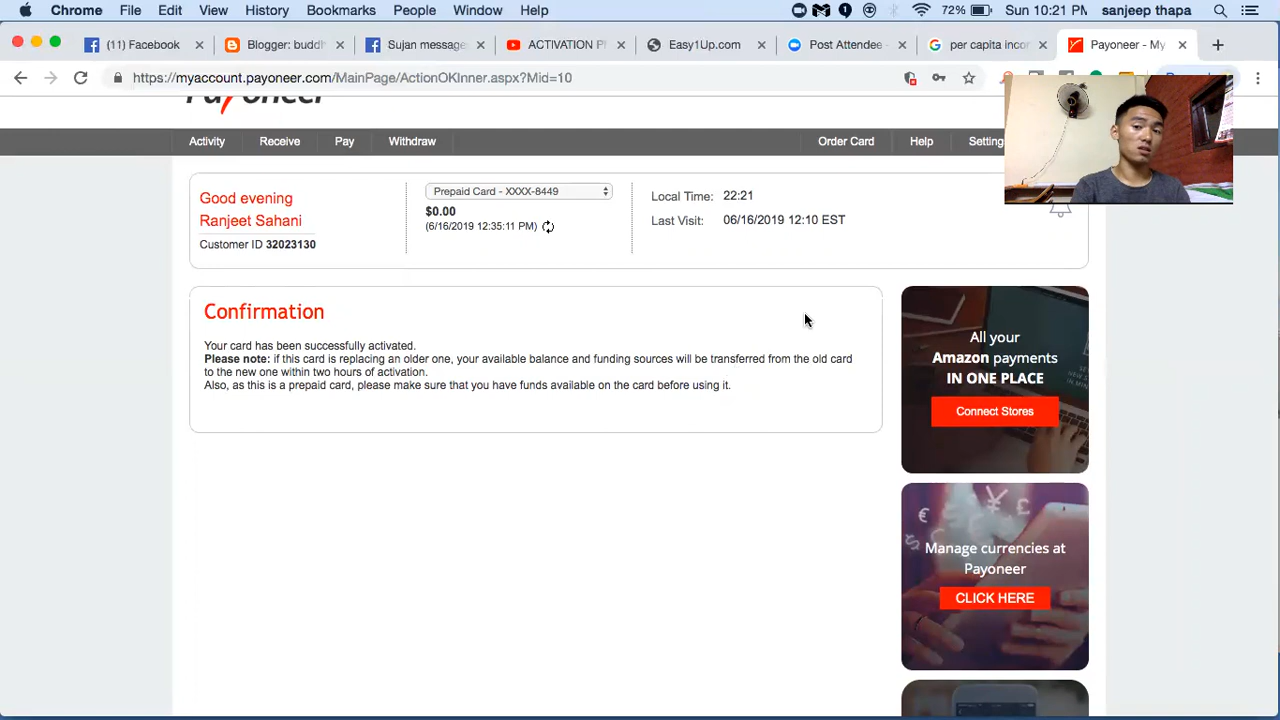 Chrome File Edit View History Bookmarks People Window Help 72% Sun 10:21 PM sanjeep thapa
(11) Facebook Blogger: buddh Sujan message ACTIVATION P Easy1Up.com Post Attendee per capita incor Payoneer - My
https://myaccount.payoneer.com/MainPage/ActionOKInner.aspx?Mid=10
Payoneer
Activity Receive Pay Withdraw Order Card Help Setting
Good evening
Ranjeet Sahani
Customer ID 32023130
Prepaid Card - XXXX-8449
$0.00
(6/16/2019 12:35:11 PM)
Local Time: 22:21
Last Visit: 06/16/2019 12:10 EST
Confirmation
Your card has been successfully activated.
Please note: if this card is replacing an older one, your available balance and funding sources will be transferred from the old card
to the new one within two hours of activation.
Also, as this is a prepaid card, please make sure that you have funds available on the card before using it.
All your
Amazon payments
IN ONE PLACE
Connect Stores
Manage currencies at
Payoneer
CLICK HERE